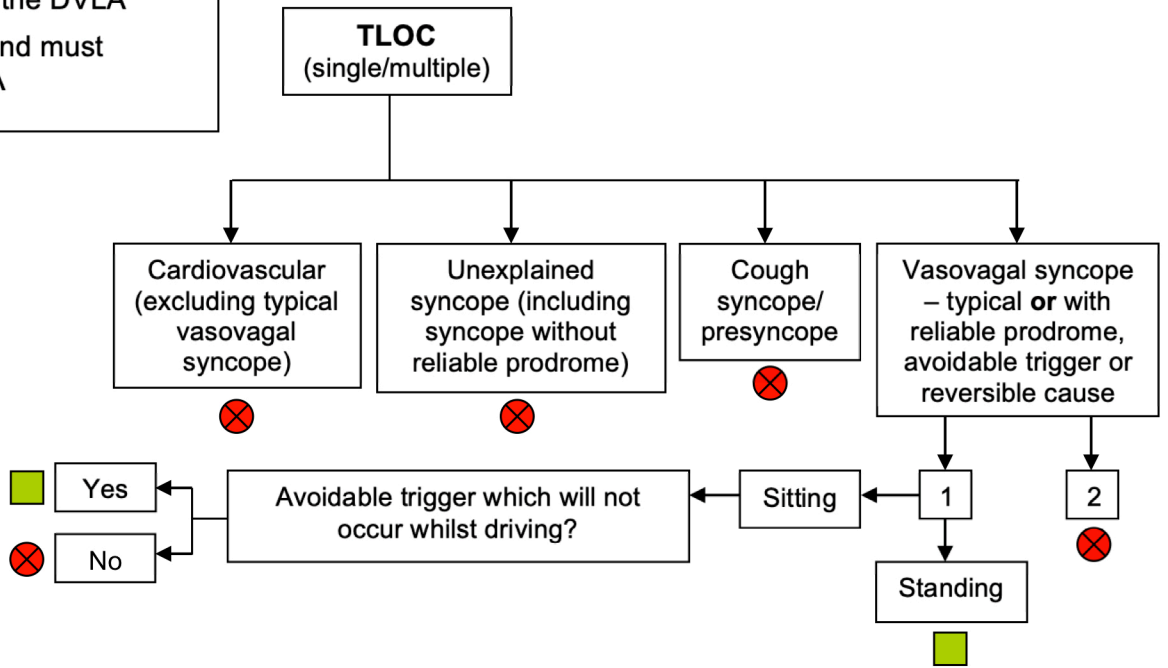 the DVLA
nd must
TLOC
(single/multiple)
Cardiovascular
(excluding typical
vasovagal
syncope)
Unexplained
syncope (including
syncope without
reliable prodrome)
Cough
syncope/
presyncope
Vasovagal syncope
– typical or with
reliable prodrome,
avoidable trigger or
reversible cause
Yes
No
Avoidable trigger which will not
occur whilst driving?
Sitting
1
2
Standing